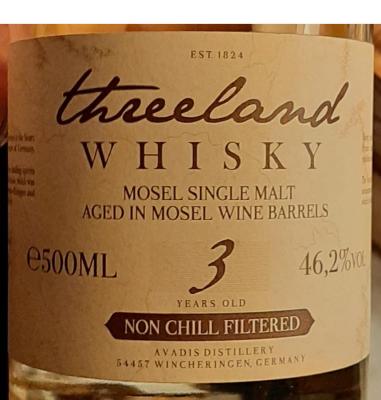 EST. 1824
threeland
WHISKY
MOSEL SINGLE MALT
AGED IN MOSEL WINE BARRELS
℮500ML
3
46,2%VOL
YEARS OLD
NON CHILL FILTERED
AVADIS DISTILLERY
54457 WINCHERINGEN, GERMANY